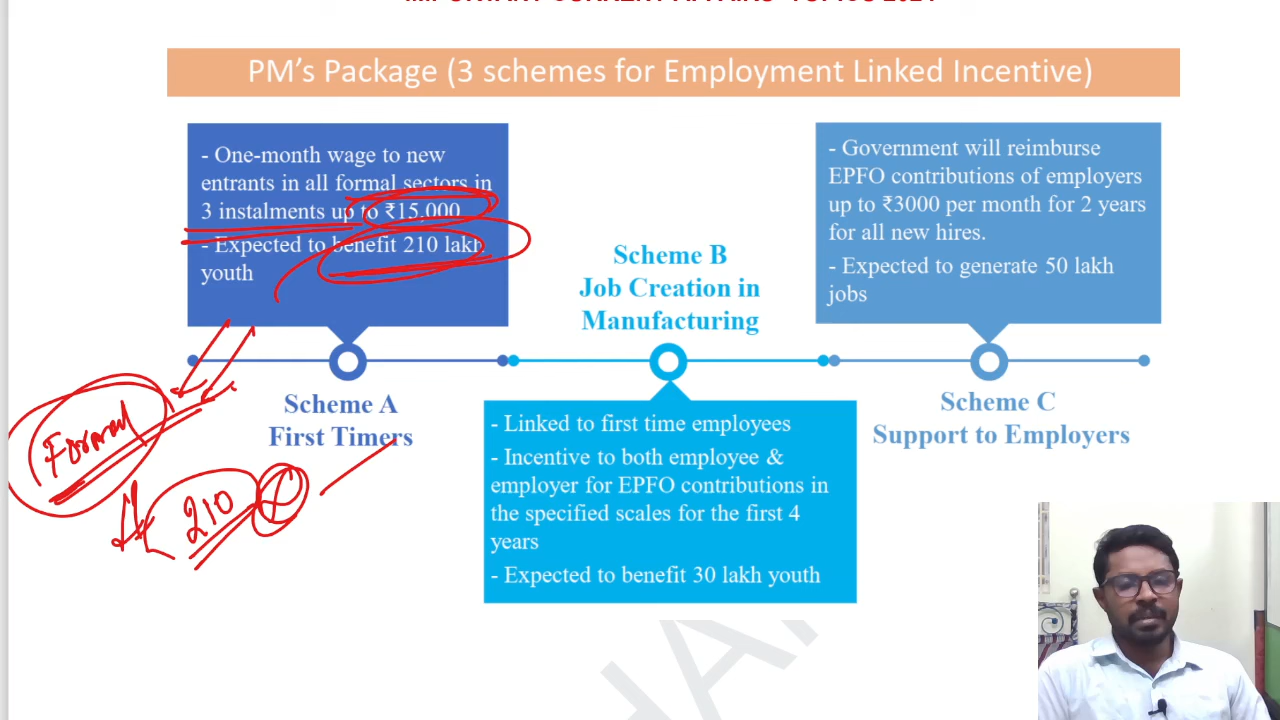 IMPORTANT CURRENT AFFAIRS TOPICS 2024
PM’s Package (3 schemes for Employment Linked Incentive)
- One-month wage to new
entrants in all formal sectors in
3 instalments up to ₹15,000
- Expected to benefit 210 lakh
youth
Scheme A
First Timers
Scheme B
Job Creation in
Manufacturing
- Linked to first time employees
- Incentive to both employee &
employer for EPFO contributions in
the specified scales for the first 4
years
- Expected to benefit 30 lakh youth
- Government will reimburse
EPFO contributions of employers
up to ₹3000 per month for 2 years
for all new hires.
- Expected to generate 50 lakh
jobs
Scheme C
Support to Employers
Formal
210 L